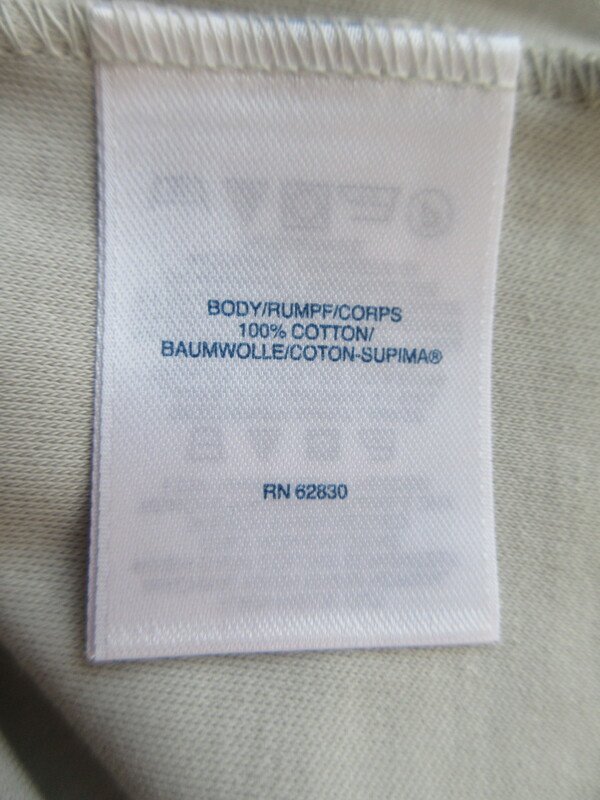 BODY/RUMPF/CORPS
100% COTTON/
BAUMWOLLE/COTON-SUPIMA®
RN 62830